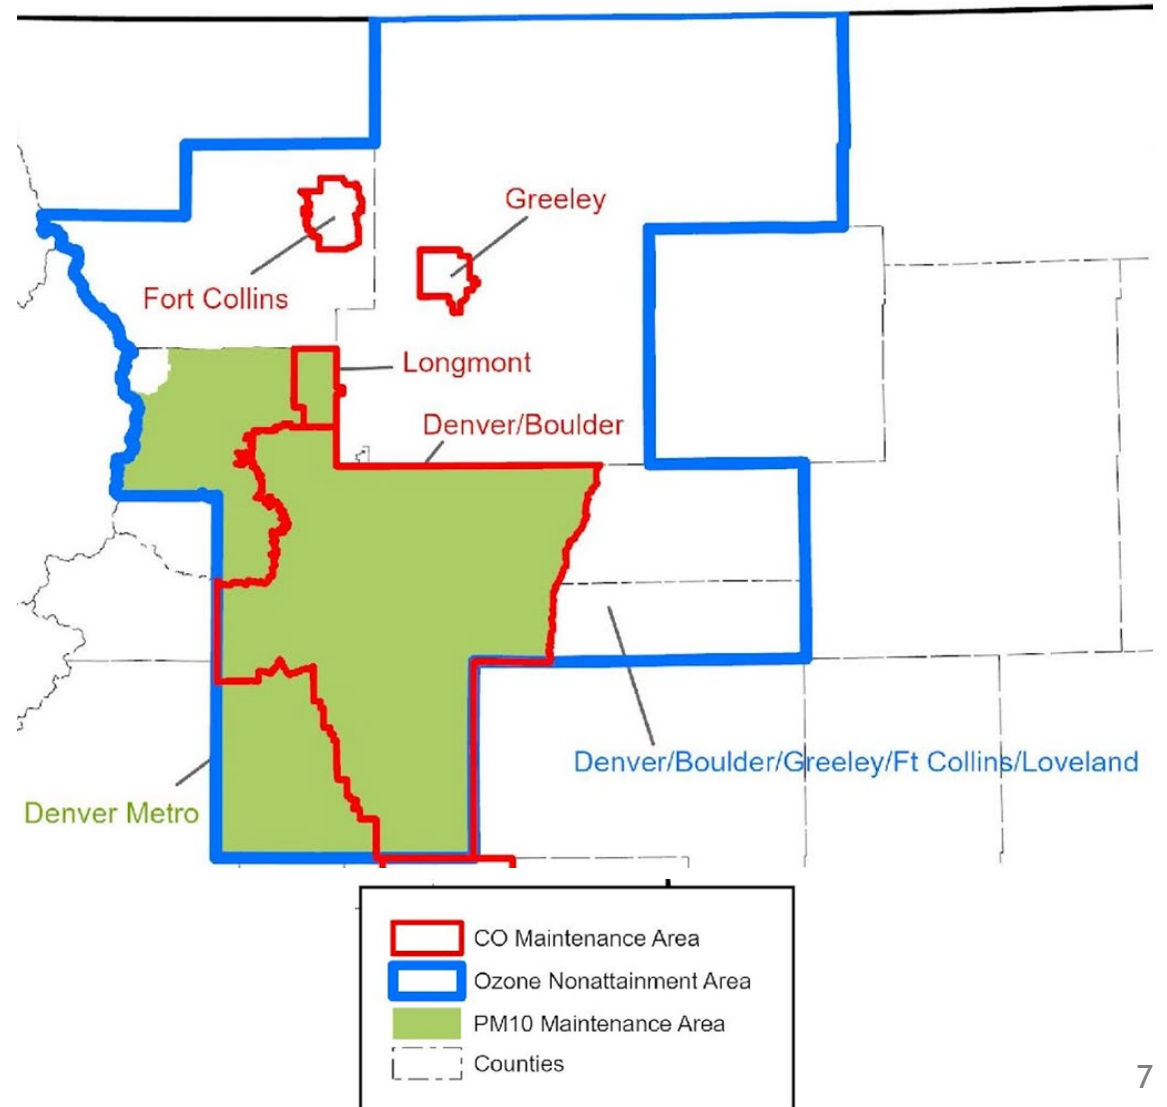 Greeley
Fort Collins
Longmont
Denver/Boulder
Denver/Boulder/Greeley/Ft Collins/Loveland
Denver Metro
CO Maintenance Area
Ozone Nonattainment Area
PM10 Maintenance Area
Counties
7